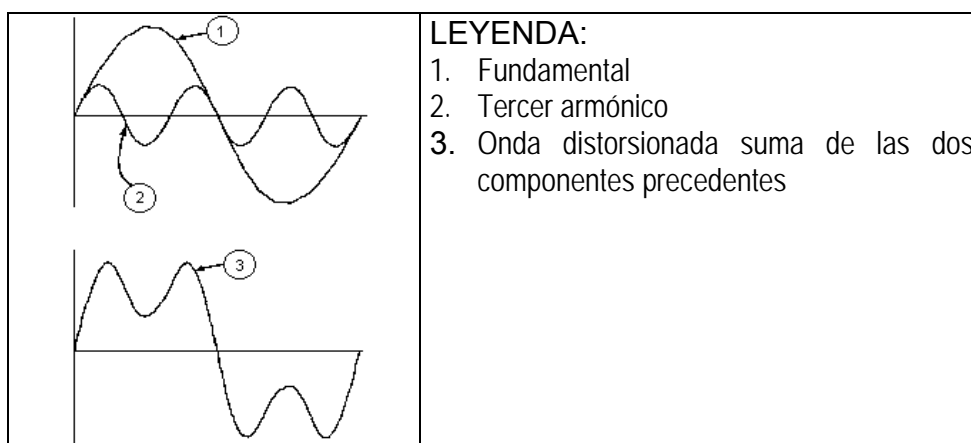 1
2
3
LEYENDA:
1. Fundamental
2. Tercer armónico
3. Onda distorsionada suma de las dos
componentes precedentes